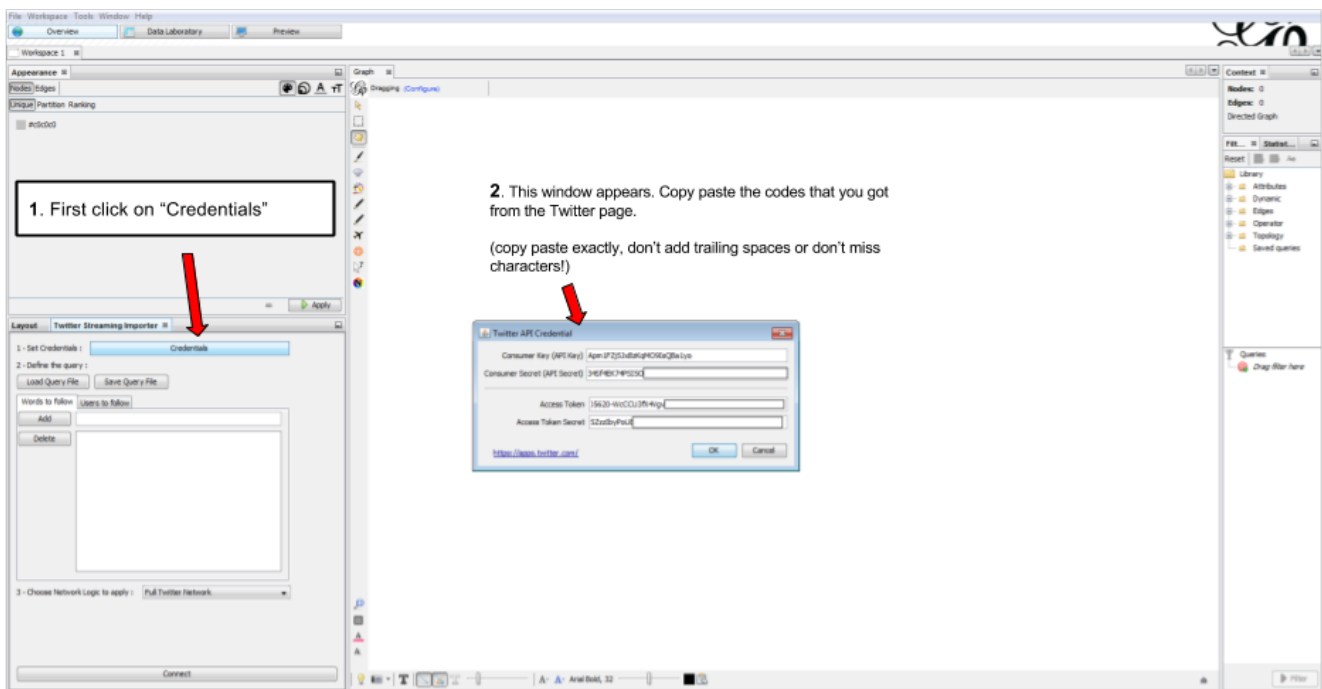 File Workspace Tools Window Help
Overview Data Laboratory Preview
Workspace 1
Appearance
Nodes Edges
Unique Partition Ranking
#c0c0c0
1. First click on “Credentials”
Apply
Layout Twitter Streaming Importer
1 - Set Credentials : Credentials
2 - Define the query :
Load Query File Save Query File
Words to follow Users to follow
Add
Delete
3 - Choose Network Logic to apply : Full Twitter Network
Connect
Graph
Dragging (Configure)
2. This window appears. Copy paste the codes that you got
from the Twitter page.
(copy paste exactly, don’t add trailing spaces or don’t miss
characters!)
Twitter API Credential
Consumer Key (API Key)
Consumer Secret (API Secret)
Access Token
Access Token Secret
https://apps.twitter.com/ OK Cancel
A- A- Arial Bold, 32
Context
Nodes: 0
Edges: 0
Directed Graph
Filt... Statist...
Reset
Library
Attributes
Dynamic
Edges
Operator
Topology
Saved queries
Queries
Drag filter here
Filter